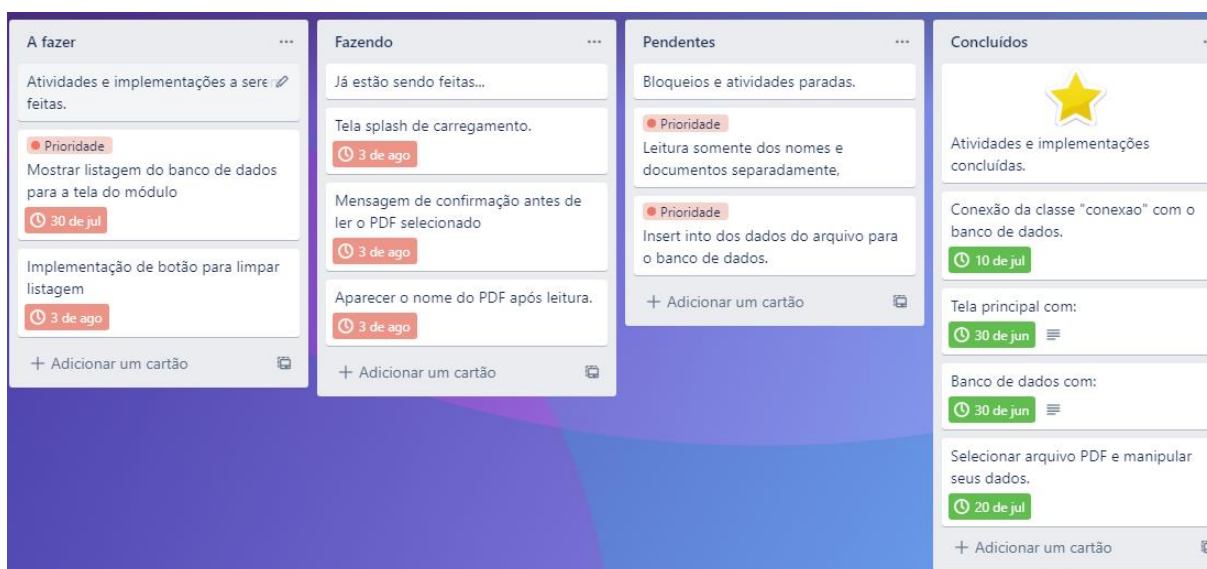 A fazer
Atividades e implementações a sere
feitas.
Prioridade
Mostrar listagem do banco de dados
para a tela do módulo
30 de jul
Implementação de botão para limpar
listagem
3 de ago
+ Adicionar um cartão
Fazendo
Já estão sendo feitas...
Tela splash de carregamento.
3 de ago
Mensagem de confirmação antes de
ler o PDF selecionado
3 de ago
Aparecer o nome do PDF após leitura.
3 de ago
+ Adicionar um cartão
Pendentes
Bloqueios e atividades paradas.
Prioridade
Leitura somente dos nomes e
documentos separadamente,
Prioridade
Insert into dos dados do arquivo para
o banco de dados.
+ Adicionar um cartão
Concluídos
Atividades e implementações
concluídas.
Conexão da classe "conexao" com o
banco de dados.
10 de jul
Tela principal com:
30 de jun
Banco de dados com:
30 de jun
Selecionar arquivo PDF e manipular
seus dados.
20 de jul
+ Adicionar um cartão